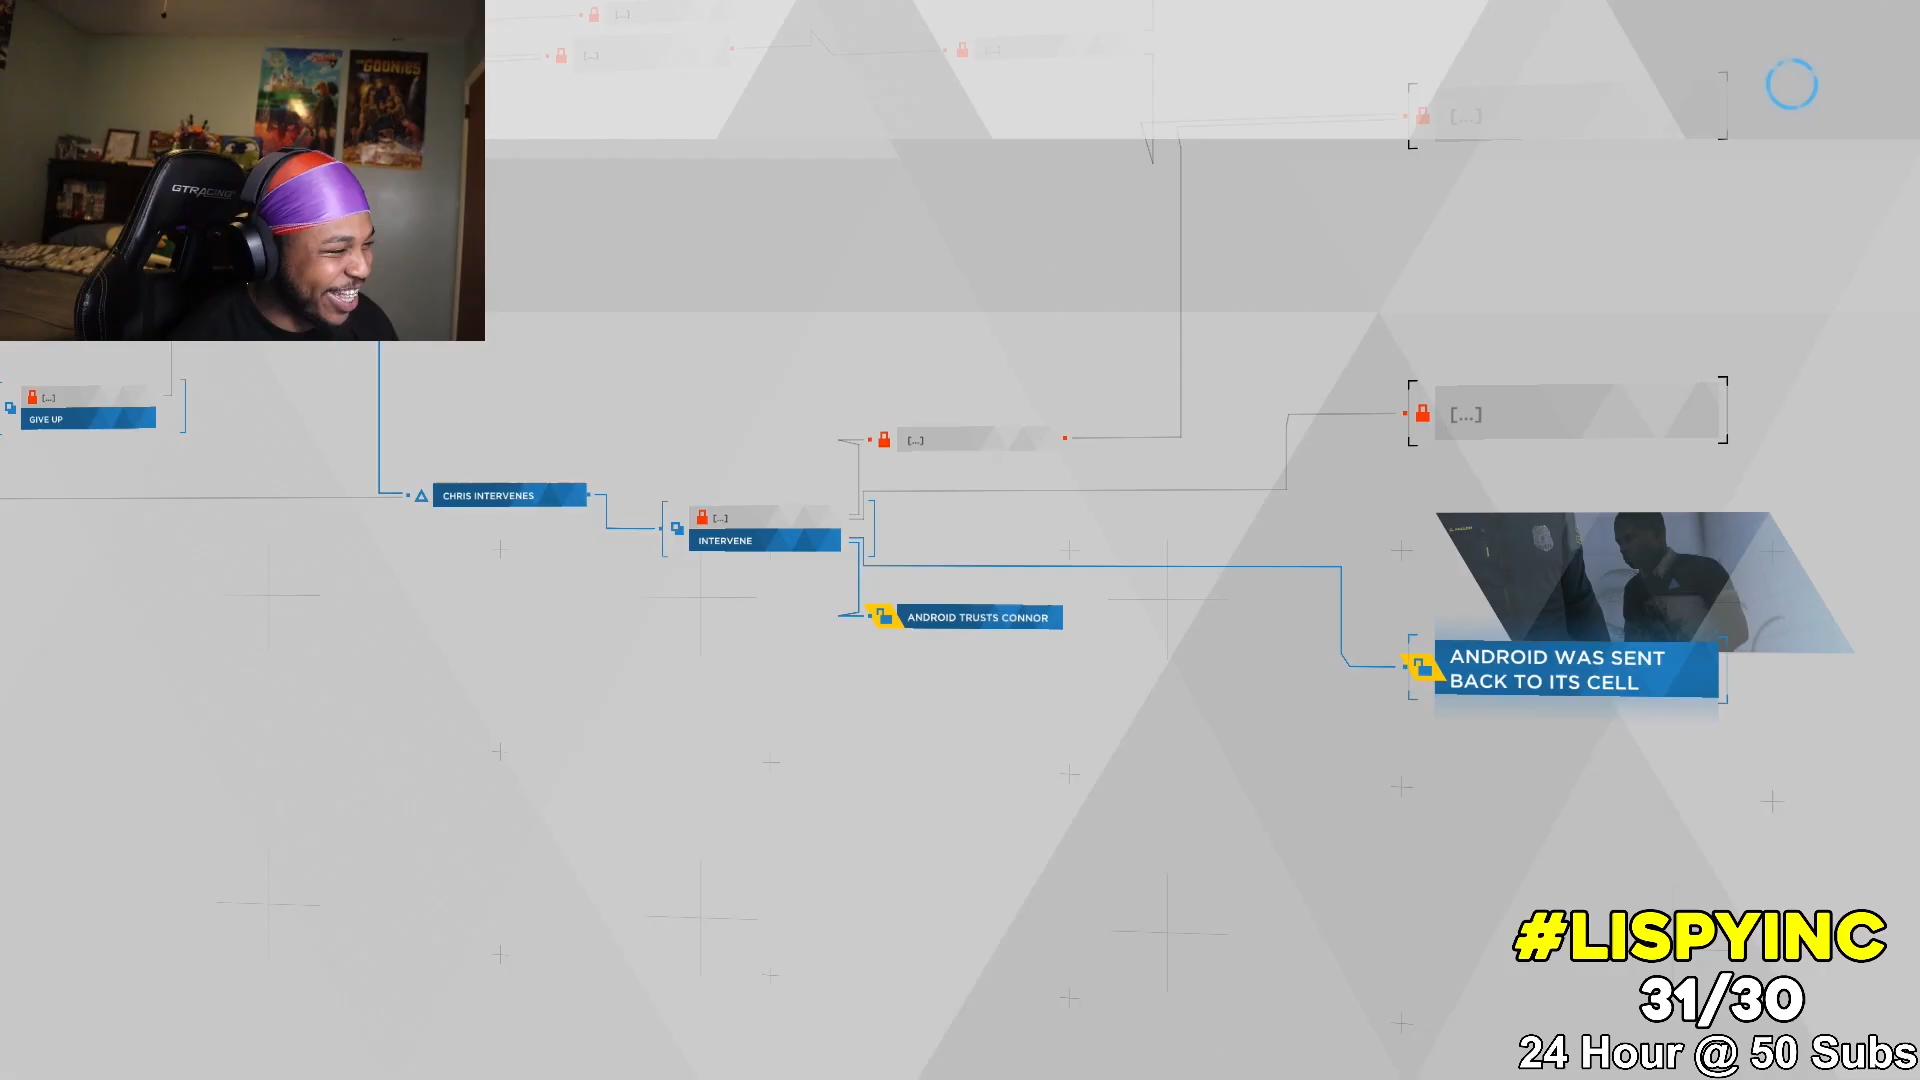 [...]
[...]
[...]
THE GOONIES
[...]
GTRACING
[...]
GIVE UP
[...]
[...]
CHRIS INTERVENES
[...]
INTERVENE
ANDROID TRUSTS CONNOR
ANDROID WAS SENT
BACK TO ITS CELL
#LISPYINC
31/30
24 Hour @ 50 Subs